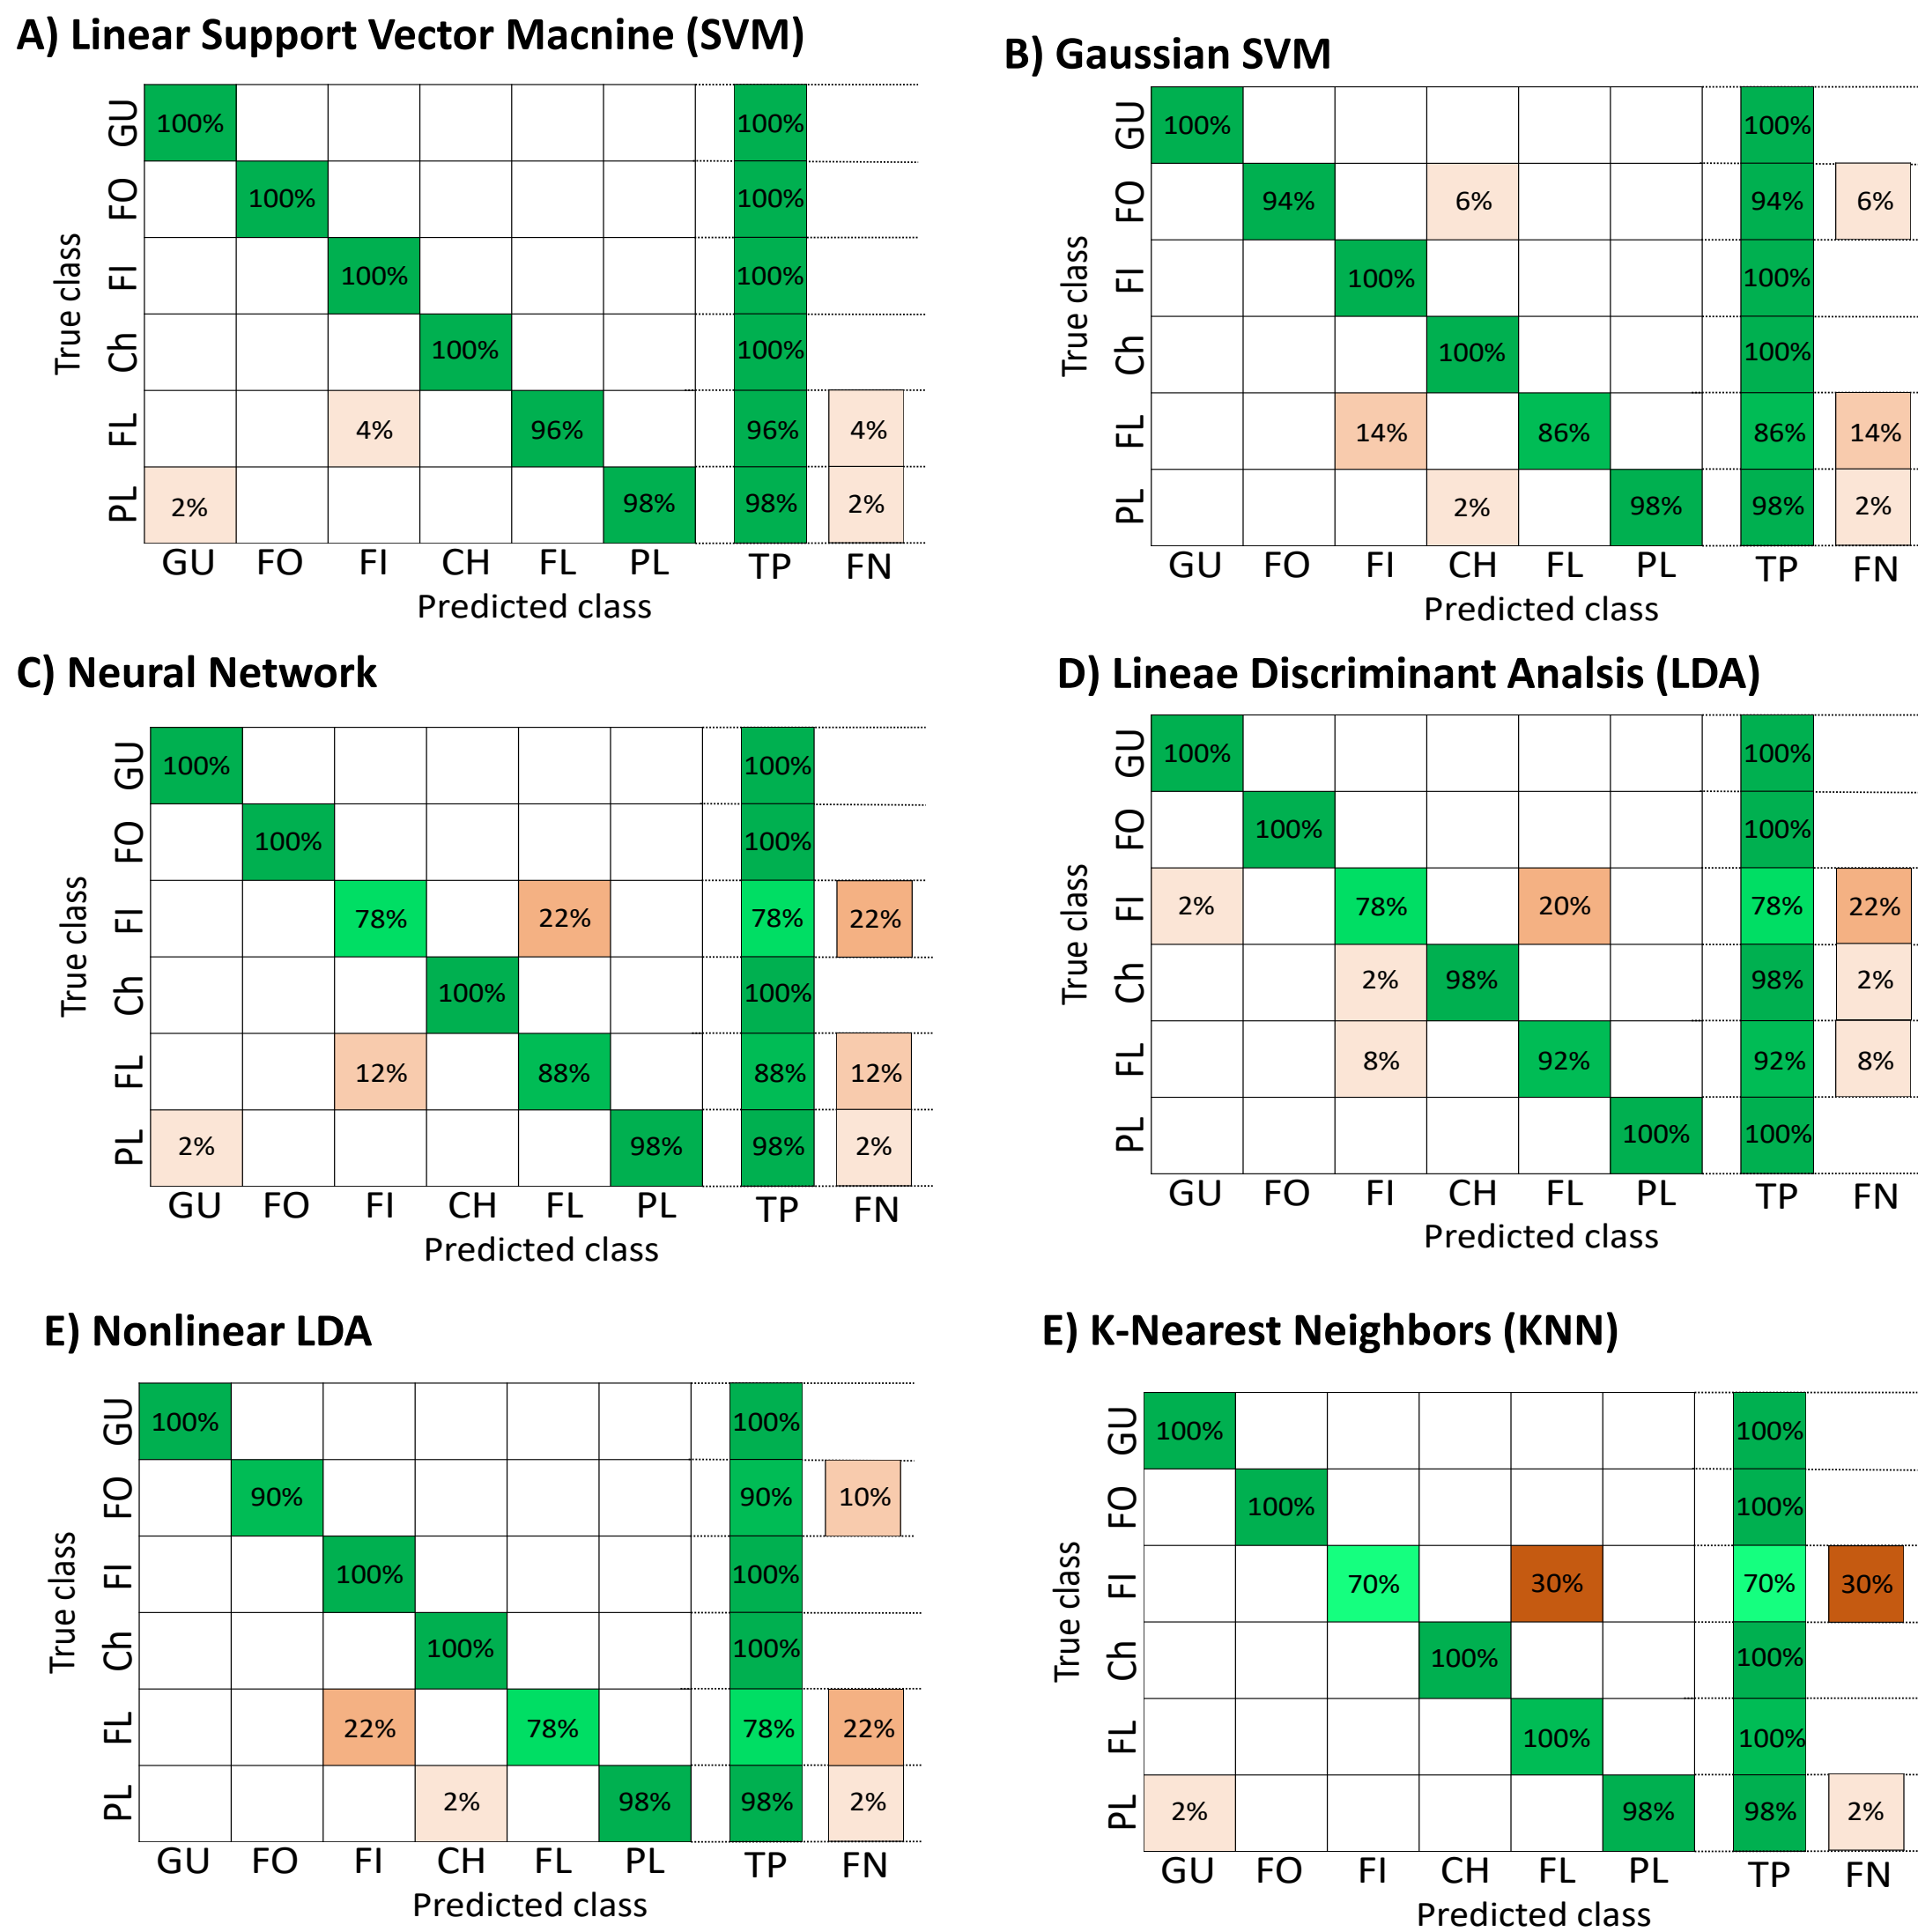 A) Linear Support Vector Macnine (SVM)
GU 100% 100%
FO 100% 100%
FI 100% 100%
Ch 100% 100%
FL 4% 96% 96% 4%
PL 2% 98% 98% 2%
True class
GU FO FI CH FL PL TP FN
Predicted class
B) Gaussian SVM
GU 100% 100%
FO 94% 6% 94% 6%
FI 100% 100%
Ch 100% 100%
FL 14% 86% 86% 14%
PL 2% 98% 98% 2%
True class
GU FO FI CH FL PL TP FN
Predicted class
C) Neural Network
GU 100% 100%
FO 100% 100%
FI 78% 22% 78% 22%
Ch 100% 100%
FL 12% 88% 88% 12%
PL 2% 98% 98% 2%
True class
GU FO FI CH FL PL TP FN
Predicted class
D) Lineae Discriminant Analsis (LDA)
GU 100% 100%
FO 100% 100%
FI 2% 78% 20% 78% 22%
Ch 2% 98% 98% 2%
FL 8% 92% 92% 8%
PL 100% 100%
True class
GU FO FI CH FL PL TP FN
Predicted class
E) Nonlinear LDA
GU 100% 100%
FO 90% 90% 10%
FI 100% 100%
Ch 100% 100%
FL 22% 78% 78% 22%
PL 2% 98% 98% 2%
True class
GU FO FI CH FL PL TP FN
Predicted class
E) K-Nearest Neighbors (KNN)
GU 100% 100%
FO 100% 100%
FI 70% 30% 70% 30%
Ch 100% 100%
FL 100% 100%
PL 2% 98% 98% 2%
True class
GU FO FI CH FL PL TP FN
Predicted class